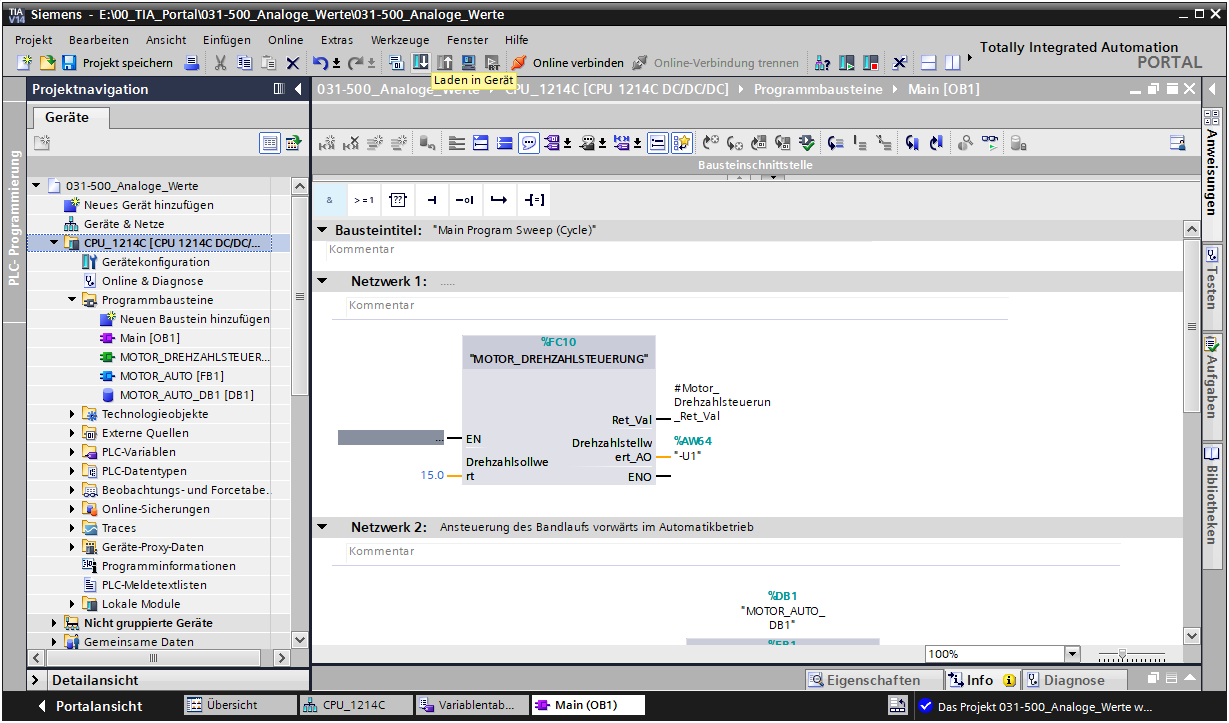 TIA V14 Siemens - E:\00_TIA_Portal\031-500_Analoge_Werte\031-500_Analoge_Werte
Projekt Bearbeiten Ansicht Einfügen Online Extras Werkzeuge Fenster Hilfe
Totally Integrated Automation
PORTAL
Projekt speichern Online verbinden Online-Verbindung trennen
Laden in Gerät
Projektnavigation
031-500_Analoge_Werte CPU_1214C [CPU 1214C DC/DC/DC] Programmbausteine Main [OB1]
Geräte
PLC- Programmierung
031-500_Analoge_Werte
Neues Gerät hinzufügen
Geräte & Netze
CPU_1214C [CPU 1214C DC/DC/...
Gerätekonfiguration
Online & Diagnose
Programmbausteine
Neuen Baustein hinzufügen
Main [OB1]
MOTOR_DREHZAHLSTEUER...
MOTOR_AUTO [FB1]
MOTOR_AUTO_DB1 [DB1]
Technologieobjekte
Externe Quellen
PLC-Variablen
PLC-Datentypen
Beobachtungs- und Forcetabe..
Online-Sicherungen
Traces
Geräte-Proxy-Daten
Programminformationen
PLC-Meldetextlisten
Lokale Module
Nicht gruppierte Geräte
Gemeinsame Daten
Detailansicht
Bausteinschnittstelle
& >=1 ?? -o| [=]
Bausteintitel: "Main Program Sweep (Cycle)"
Kommentar
Netzwerk 1: .....
Kommentar
%FC10
"MOTOR_DREHZAHLSTEUERUNG"
#Motor_
Drehzahlsteuerun
_Ret_Val
Ret_Val
... EN
Drehzahlstellw
ert_AO
%AW64
"-U1"
Drehzahlsollwe
15.0 rt
ENO
Netzwerk 2: Ansteuerung des Bandlaufs vorwärts im Automatikbetrieb
Kommentar
%DB1
"MOTOR_AUTO_
DB1"
%FB1
100%
Anweisungen
Testen
Aufgaben
Bibliotheken
Eigenschaften Info Diagnose
Portalansicht Übersicht CPU_1214C Variablentab... Main (OB1) Das Projekt 031-500_Analoge_Werte w...